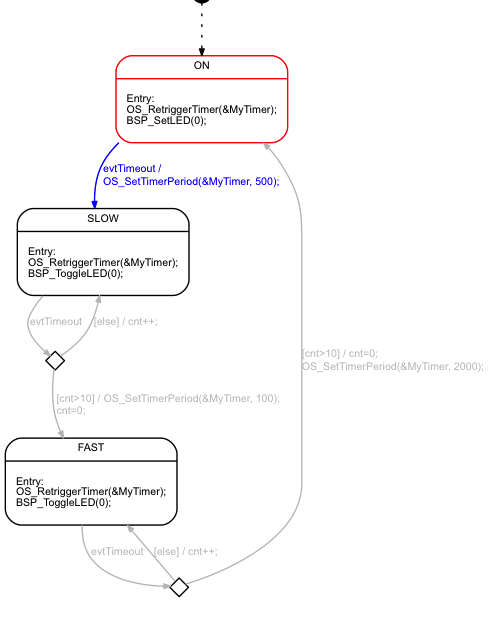 ON
Entry:
OS_RetriggerTimer(&MyTimer);
BSP_SetLED(0);
evtTimeout /
OS_SetTimerPeriod(&MyTimer, 500);
SLOW
Entry:
OS_RetriggerTimer(&MyTimer);
BSP_ToggleLED(0);
evtTimeout
[else] / cnt++;
[cnt>10] / cnt=0;
OS_SetTimerPeriod(&MyTimer, 2000);
[cnt>10] / OS_SetTimerPeriod(&MyTimer, 100);
cnt=0;
FAST
Entry:
OS_RetriggerTimer(&MyTimer);
BSP_ToggleLED(0);
evtTimeout
[else] / cnt++;